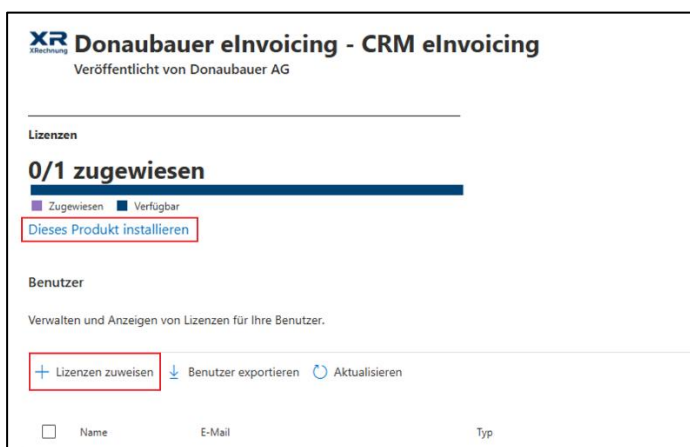 XR Donaubauer eInvoicing - CRM eInvoicing
XRechnung
Veröffentlicht von Donaubauer AG
Lizenzen
0/1 zugewiesen
Zugewiesen Verfügbar
Dieses Produkt installieren
Benutzer
Verwalten und Anzeigen von Lizenzen für Ihre Benutzer.
Lizenzen zuweisen Benutzer exportieren Aktualisieren
Name E-Mail Typ